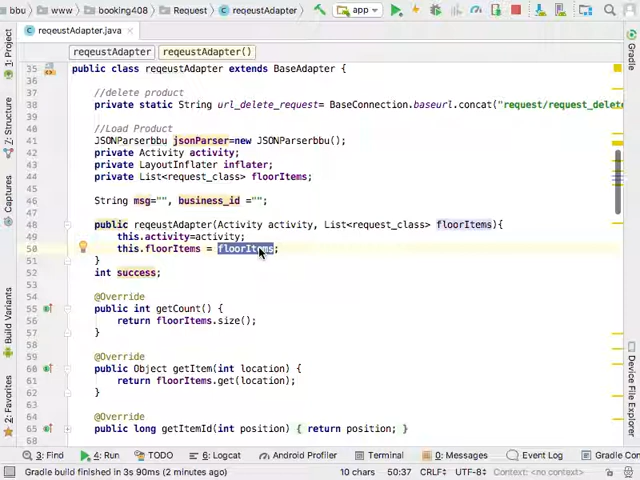 bbu us booking408 Request reqeustAdapter app
reqeustAdapter.java
reqeustAdapter reqeustAdapter()
35 public class reqeustAdapter extends BaseAdapter {
36
37 //delete product
38 private static String url_delete_request= BaseConnection.baseurl.concat("request/request_delet
39
40 //Load Product
41 JSONParserbbu jsonParser=new JSONParserbbu();
42 private Activity activity;
43 private LayoutInflater inflater;
44 private List<request_class> floorItems;
46 String msg="", business_id ="";
48 public reqeustAdapter(Activity activity, List<request_class> floorItems){
49 this.activity=activity;
50 this.floorItems = floorItems;
51 }
52 int success;
54 @Override
55 public int getCount() {
56 return floorItems.size();
57 }
59 @Override
60 public Object getItem(int location) {
61 return floorItems.get(location);
62 }
64 @Override
65 public long getItemId(int position) { return position; }
68
1: Project
7: Structure
Captures
Build Variants
2: Favorites
Gradle
Device File Explorer
3: Find 4: Run TODO 6: Logcat Android Profiler Terminal Messages Event Log Gradle Con
Gradle build finished in 3s 90ms (2 minutes ago) 10 chars 50:37 CRLF UTF-8 Context: <no context>